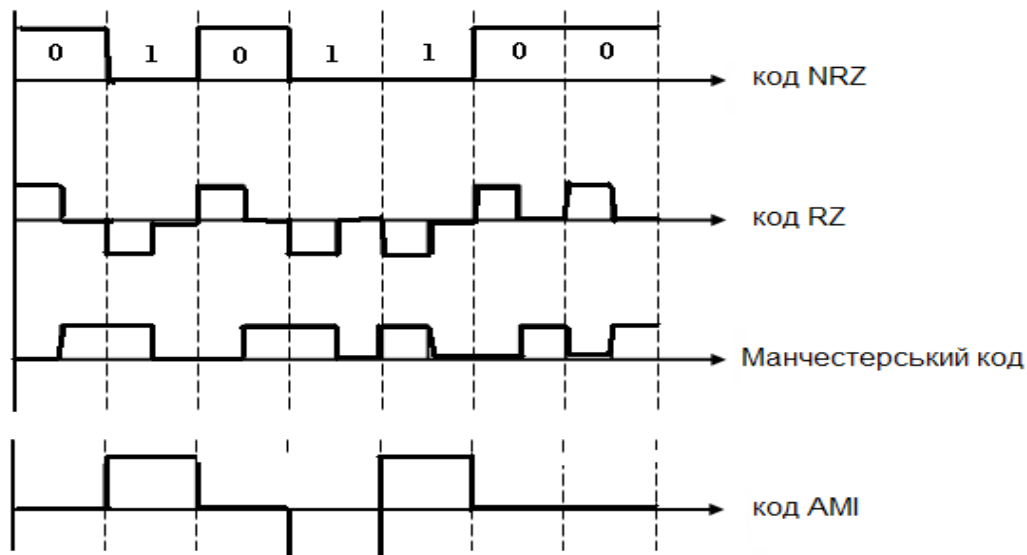 0 1 0 1 1 0 0
код NRZ
код RZ
Манчестерський код
код AMI